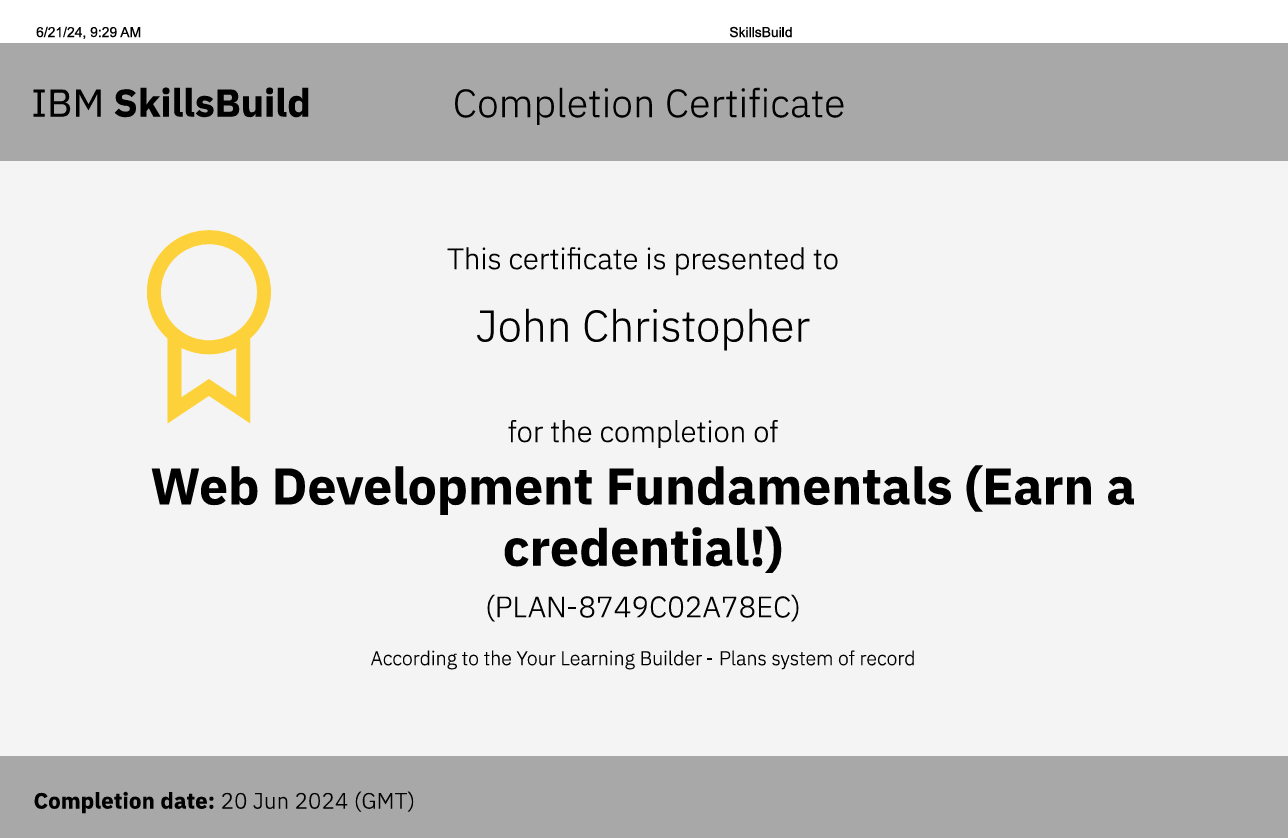 6/21/24, 9:29 AM
SkillsBuild
IBM SkillsBuild
Completion Certificate
This certificate is presented to
John Christopher
for the completion of
Web Development Fundamentals (Earn a
credential!)
(PLAN-8749C02A78EC)
According to the Your Learning Builder - Plans system of record
Completion date: 20 Jun 2024 (GMT)